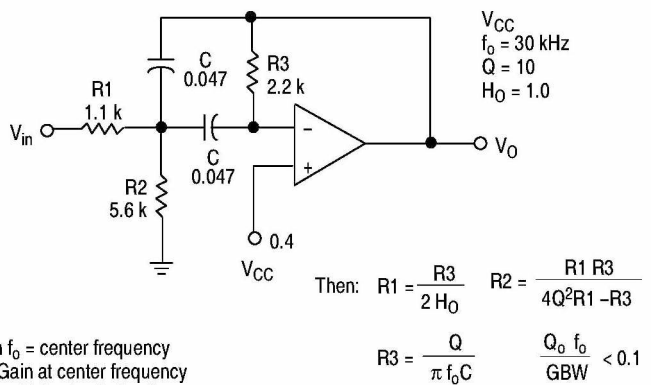 VCC
fo = 30 kHz
Q = 10
HO = 1.0
C
0.047
R3
2.2 k
R1
1.1 k
Vin
C
0.047
−
+
VO
R2
5.6 k
0.4
VCC
Then: R1 = R3 / 2 HO
R2 = R1 R3 / 4Q²R1 –R3
R3 = Q / π foC
Qo fo / GBW < 0.1
fo = center frequency
Gain at center frequency